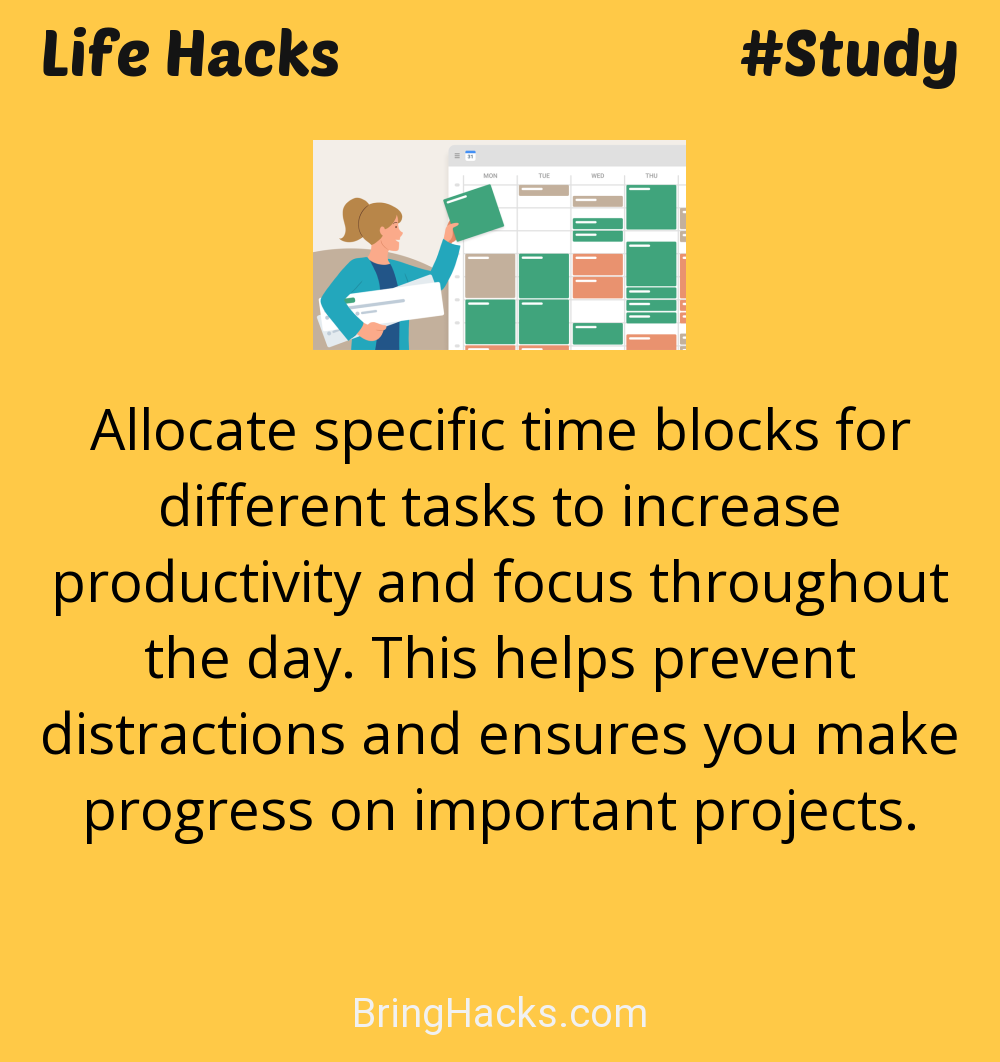 Life Hacks
#Study
31
MON TUE WED THU
Allocate specific time blocks for
different tasks to increase
productivity and focus throughout
the day. This helps prevent
distractions and ensures you make
progress on important projects.
BringHacks.com